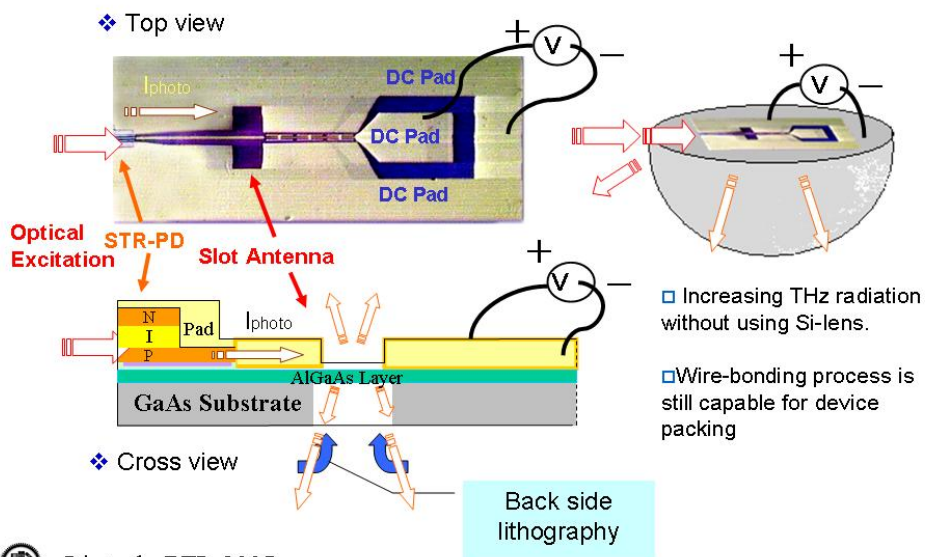 ❖ Top view
+ V −
DC Pad
Iphoto
DC Pad
DC Pad
+ V −
Optical
Excitation
STR-PD
Slot Antenna
+ V −
N
I
P
Pad
Iphoto
AlGaAs Layer
GaAs Substrate
□ Increasing THz radiation
without using Si-lens.
□Wire-bonding process is
still capable for device
packing
❖ Cross view
Back side
lithography